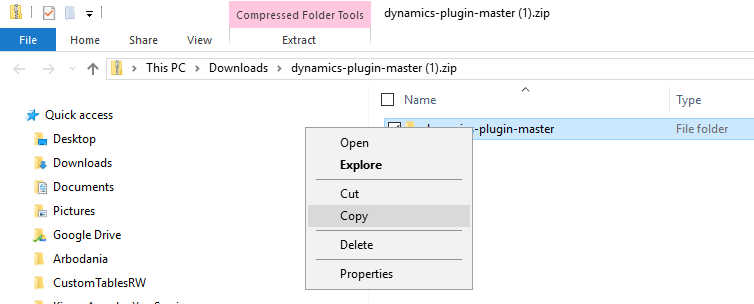 Compressed Folder Tools
dynamics-plugin-master (1).zip
File
Home
Share
View
Extract
This PC
Downloads
dynamics-plugin-master (1).zip
Quick access
Desktop
Downloads
Documents
Pictures
Google Drive
Arbodania
CustomTablesRW
Name
Type
-plugin-master
File folder
Open
Explore
Cut
Copy
Delete
Properties